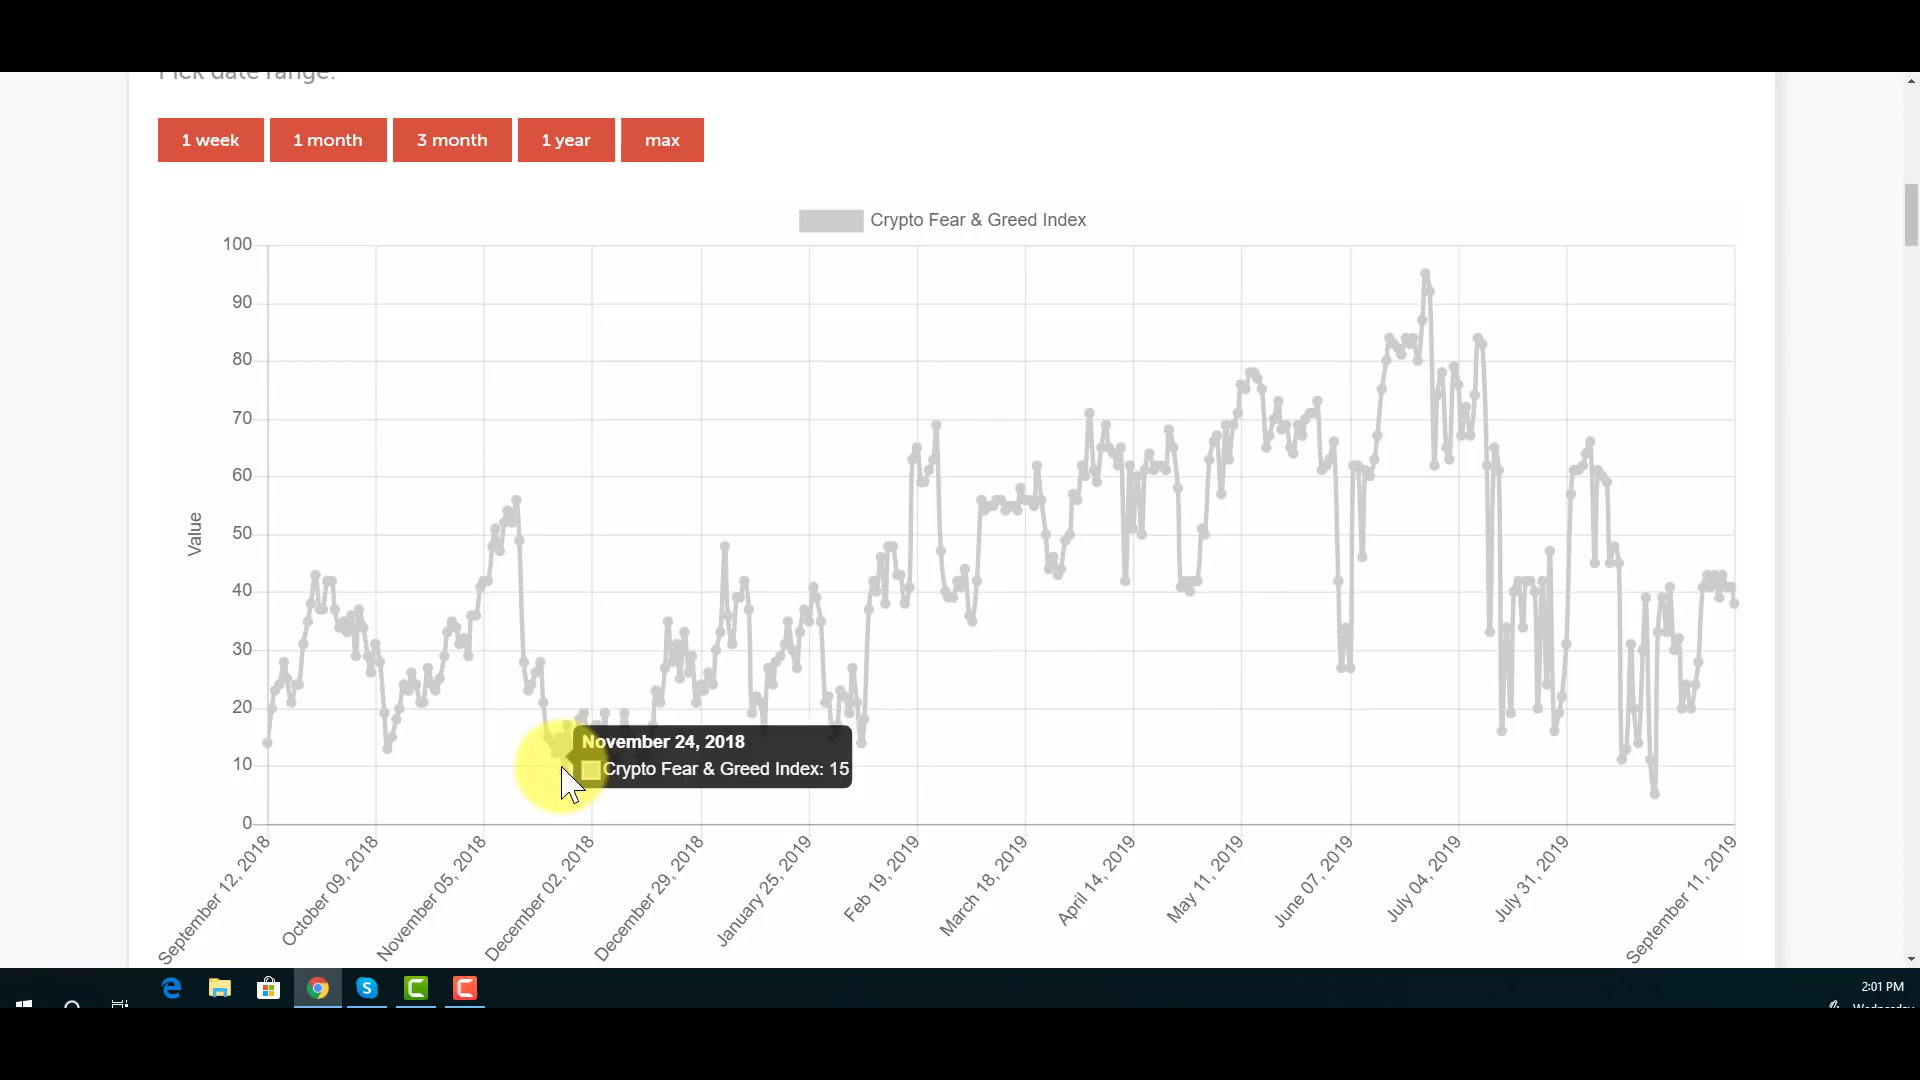 Pick date range:
1 week
1 month
3 month
1 year
max
Crypto Fear & Greed Index
100
90
80
70
60
50
40
30
20
10
0
Value
November 24, 2018
Crypto Fear & Greed Index: 15
September 12, 2018
October 09, 2018
November 05, 2018
December 02, 2018
December 29, 2018
January 25, 2019
Feb 19, 2019
March 18, 2019
April 14, 2019
May 11, 2019
June 07, 2019
July 04, 2019
July 31, 2019
September 11, 2019
2:01 PM
Wednesday